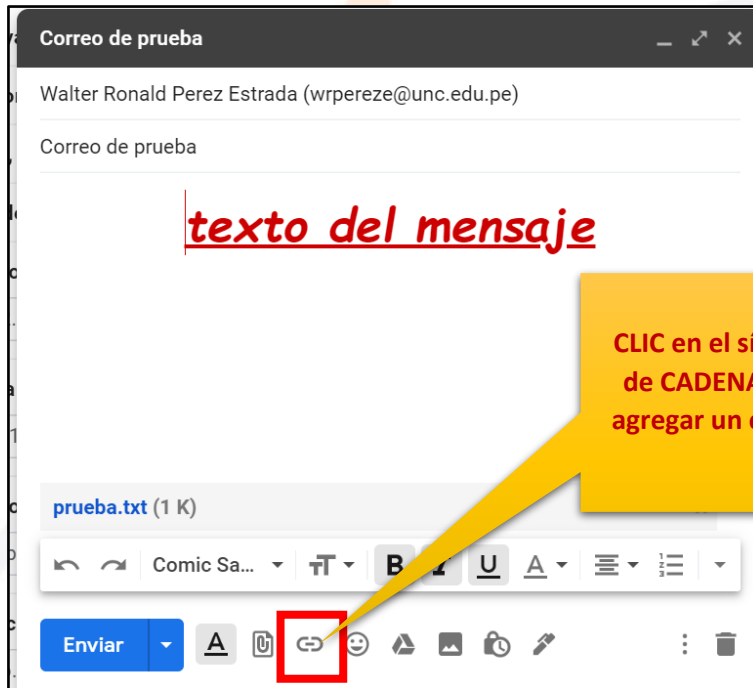 Correo de prueba
Walter Ronald Perez Estrada (wrpereze@unc.edu.pe)
Correo de prueba
texto del mensaje
CLIC en el
de CADENA
agregar un
prueba.txt (1 K)
Comic Sa...
B I U A
Enviar A